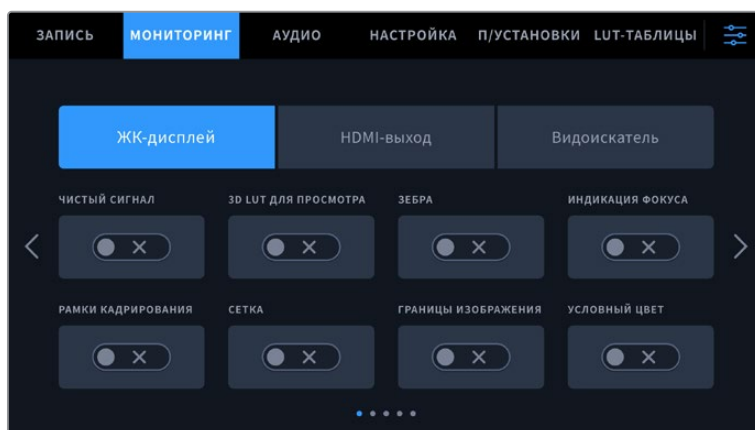 ЗАПИСЬ МОНИТОРИНГ АУДИО НАСТРОЙКА П/УСТАНОВКИ LUT-ТАБЛИЦЫ
ЖК-дисплей HDMI-выход Видоискатель
ЧИСТЫЙ СИГНАЛ 3D LUT ДЛЯ ПРОСМОТРА ЗЕБРА ИНДИКАЦИЯ ФОКУСА
РАМКИ КАДРИРОВАНИЯ СЕТКА ГРАНИЦЫ ИЗОБРАЖЕНИЯ УСЛОВНЫЙ ЦВЕТ